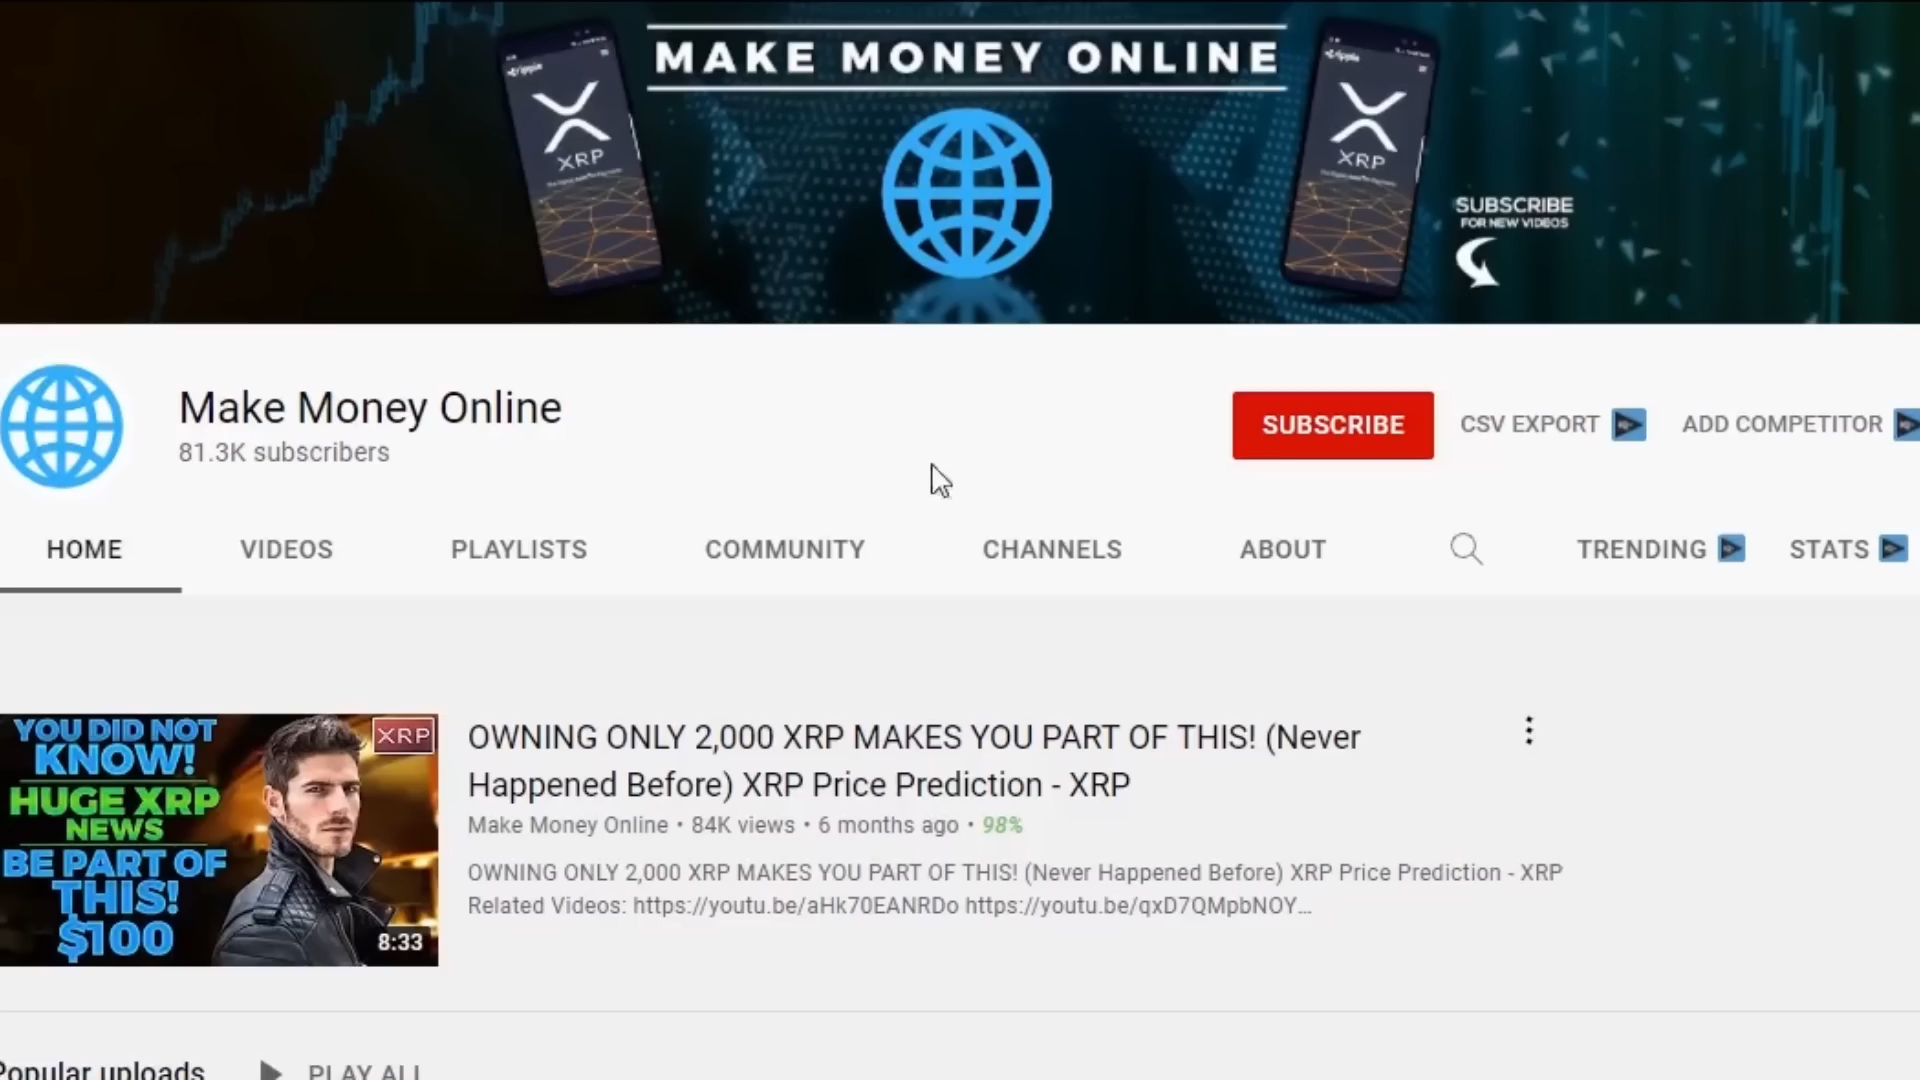 MAKE MONEY ONLINE
ripple
XRP
ripple
XRP
SUBSCRIBE
FOR NEW VIDEOS
Make Money Online
81.3K subscribers
SUBSCRIBE
CSV EXPORT
ADD COMPETITOR
HOME
VIDEOS
PLAYLISTS
COMMUNITY
CHANNELS
ABOUT
TRENDING
STATS
YOU DID NOT
KNOW!
HUGE XRP
NEWS
BE PART OF
THIS!
$100
XRP
8:33
OWNING ONLY 2,000 XRP MAKES YOU PART OF THIS! (Never
Happened Before) XRP Price Prediction - XRP
Make Money Online • 84K views • 6 months ago • 98%
OWNING ONLY 2,000 XRP MAKES YOU PART OF THIS! (Never Happened Before) XRP Price Prediction - XRP
Related Videos: https://youtu.be/aHk70EANRDo https://youtu.be/qxD7QMpbNOY…
Popular uploads
PLAY ALL